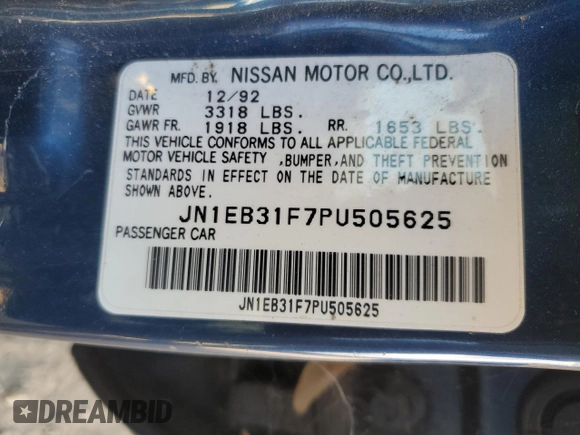 MFD. BY. NISSAN MOTOR CO.,LTD.
DATE 12/92
GVWR 3318 LBS.
GAWR FR. 1918 LBS. RR. 1653 LBS.
THIS VEHICLE CONFORMS TO ALL APPLICABLE FEDERAL
MOTOR VEHICLE SAFETY ,BUMPER,AND THEFT PREVENTION
STANDARDS IN EFFECT ON THE DATE OF MANUFACTURE
SHOWN ABOVE.
JN1EB31F7PU505625
PASSENGER CAR
JN1EB31F7PU505625
DREAMBID